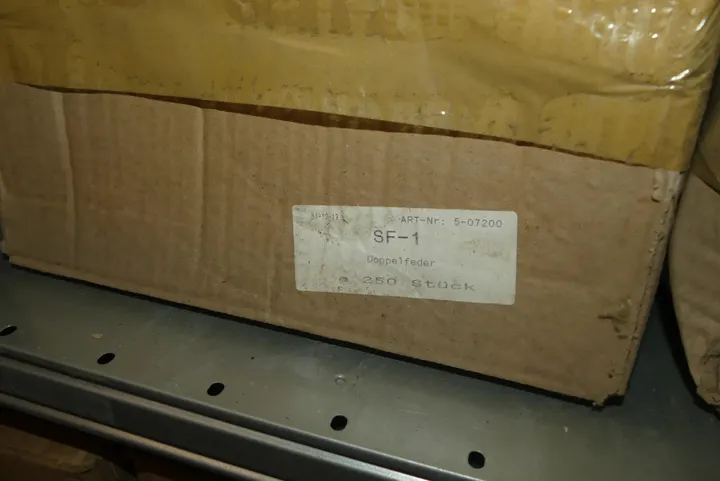 ART-Nr: 5-07200
SF-1
Doppelfeder
250 Stück